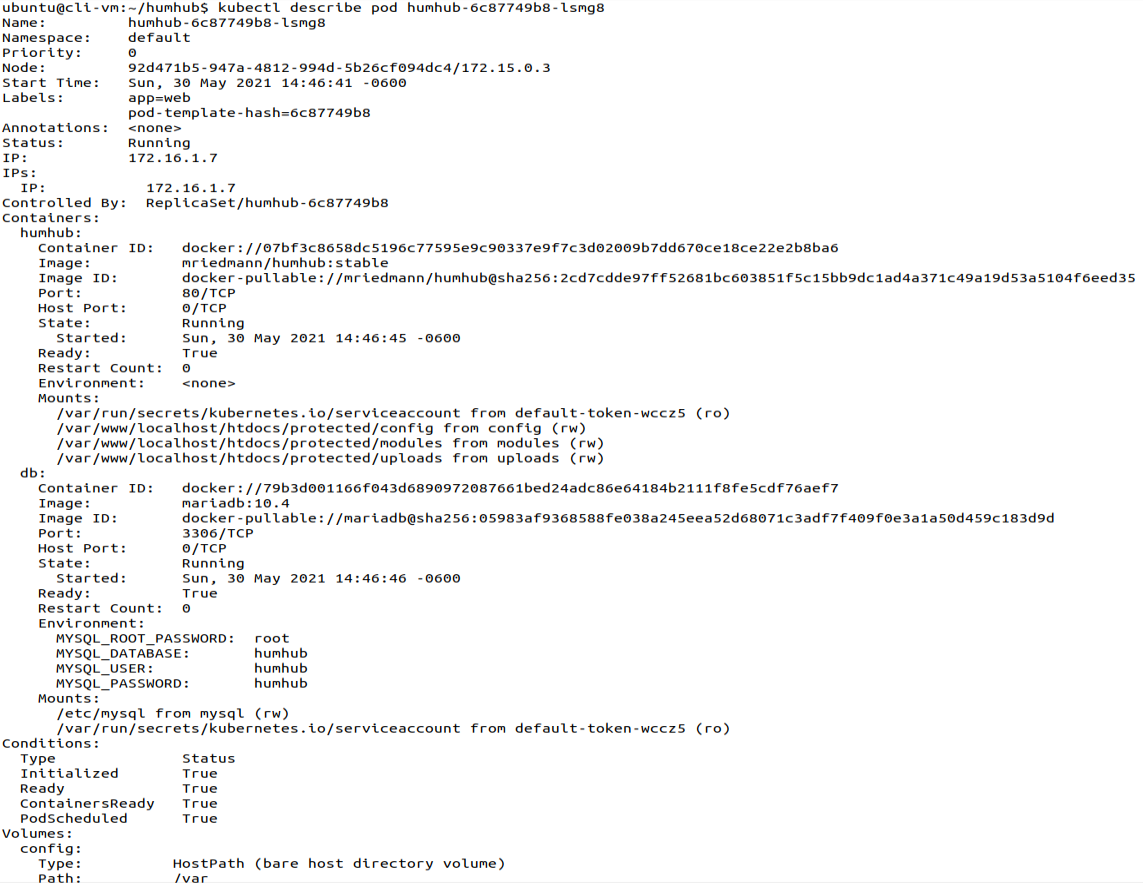 ubuntu@cli-vm:~/humhub$ kubectl describe pod humhub-6c87749b8-lsmg8
Name:         humhub-6c87749b8-lsmg8
Namespace:    default
Priority:     0
Node:         92d471b5-947a-4812-994d-5b26cf094dc4/172.15.0.3
Start Time:   Sun, 30 May 2021 14:46:41 -0600
Labels:       app=web
              pod-template-hash=6c87749b8
Annotations:  <none>
Status:       Running
IP:           172.16.1.7
IPs:
  IP:           172.16.1.7
Controlled By:  ReplicaSet/humhub-6c87749b8
Containers:
  humhub:
    Container ID:   docker://07bf3c8658dc5196c77595e9c90337e9f7c3d02009b7dd670ce18ce22e2b8ba6
    Image:          mriedmann/humhub:stable
    Image ID:       docker-pullable://mriedmann/humhub@sha256:2cd7cdde97ff52681bc603851f5c15bb9dc1ad4a371c49a19d53a5104f6eed35
    Port:           80/TCP
    Host Port:      0/TCP
    State:          Running
      Started:      Sun, 30 May 2021 14:46:45 -0600
    Ready:          True
    Restart Count:  0
    Environment:    <none>
    Mounts:
      /var/run/secrets/kubernetes.io/serviceaccount from default-token-wccz5 (ro)
      /var/www/localhost/htdocs/protected/config from config (rw)
      /var/www/localhost/htdocs/protected/modules from modules (rw)
      /var/www/localhost/htdocs/protected/uploads from uploads (rw)
  db:
    Container ID:   docker://79b3d001166f043d6890972087661bed24adc86e64184b2111f8fe5cdf76aef7
    Image:          mariadb:10.4
    Image ID:       docker-pullable://mariadb@sha256:05983af9368588fe038a245eea52d68071c3adf7f409f0e3a1a50d459c183d9d
    Port:           3306/TCP
    Host Port:      0/TCP
    State:          Running
      Started:      Sun, 30 May 2021 14:46:46 -0600
    Ready:          True
    Restart Count:  0
    Environment:
      MYSQL_ROOT_PASSWORD:  root
      MYSQL_DATABASE:       humhub
      MYSQL_USER:           humhub
      MYSQL_PASSWORD:       humhub
    Mounts:
      /etc/mysql from mysql (rw)
      /var/run/secrets/kubernetes.io/serviceaccount from default-token-wccz5 (ro)
Conditions:
  Type              Status
  Initialized       True
  Ready             True
  ContainersReady   True
  PodScheduled      True
Volumes:
  config:
    Type:          HostPath (bare host directory volume)
    Path:          /var